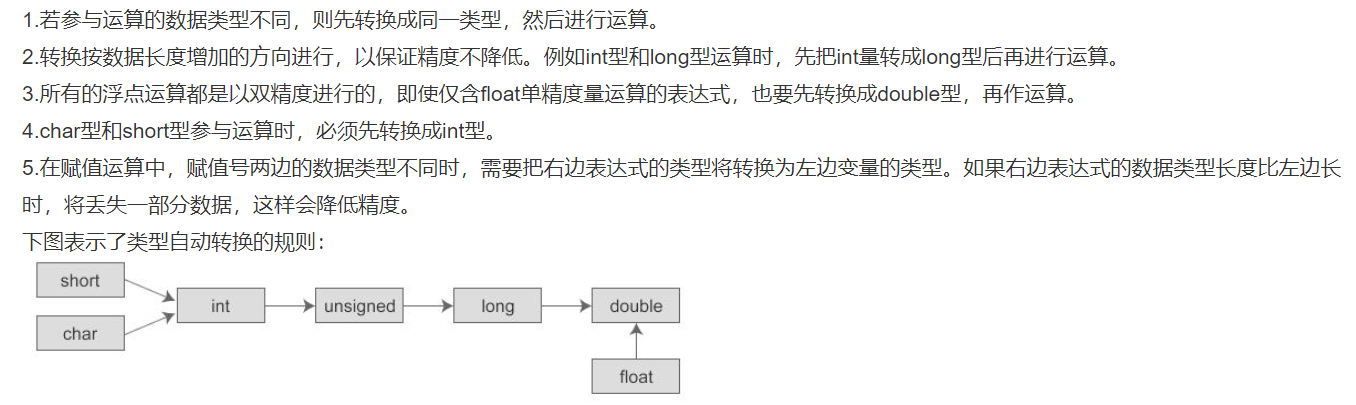 1.若参与运算的数据类型不同，则先转换成同一类型，然后进行运算。
2.转换按数据长度增加的方向进行，以保证精度不降低。例如int型和long型运算时，先把int量转成long型后再进行运算。
3.所有的浮点运算都是以双精度进行的，即使仅含float单精度量运算的表达式，也要先转换成double型，再作运算。
4.char型和short型参与运算时，必须先转换成int型。
5.在赋值运算中，赋值号两边的数据类型不同时，需要把右边表达式的类型将转换为左边变量的类型。如果右边表达式的数据类型长度比左边长
时，将丢失一部分数据，这样会降低精度。
下图表示了类型自动转换的规则：
short
int
unsigned
long
double
char
float